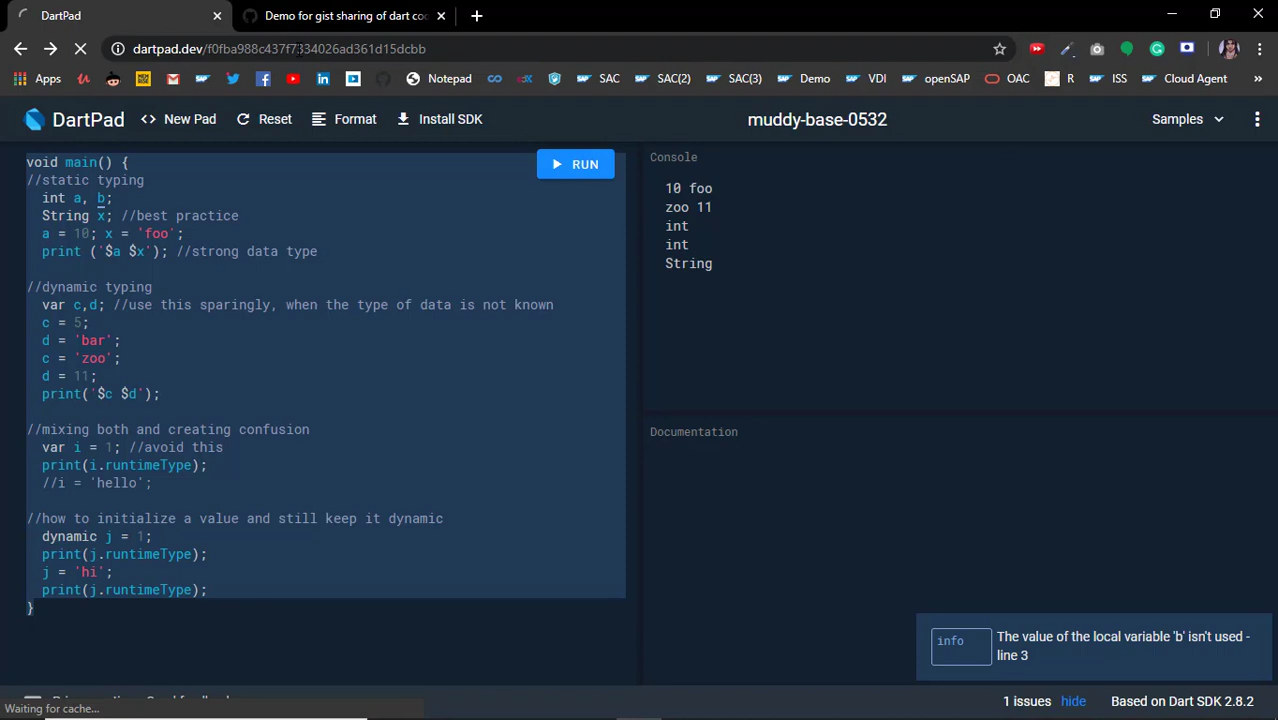 DartPad
Demo for gist sharing of dart co
dartpad.dev/f0fba988c437f7334026ad361d15dcbb
Apps
Notepad
SAC
SAC(2)
SAC(3)
Demo
VDI
openSAP
OAC
R
ISS
Cloud Agent
DartPad
<> New Pad
Reset
Format
Install SDK
muddy-base-0532
Samples
void main() {
//static typing
int a, b;
String x; //best practice
a = 10; x = 'foo';
print ('$a $x'); //strong data type
//dynamic typing
var c,d; //use this sparingly, when the type of data is not known
c = 5;
d = 'bar';
c = 'zoo';
d = 11;
print('$c $d');
//mixing both and creating confusion
var i = 1; //avoid this
print(i.runtimeType);
//i = 'hello';
//how to initialize a value and still keep it dynamic
dynamic j = 1;
print(j.runtimeType);
j = 'hi';
print(j.runtimeType);
}
RUN
Console
10 foo
zoo 11
int
int
String
Documentation
info
The value of the local variable 'b' isn't used -
line 3
Waiting for cache...
1 issues
hide
Based on Dart SDK 2.8.2